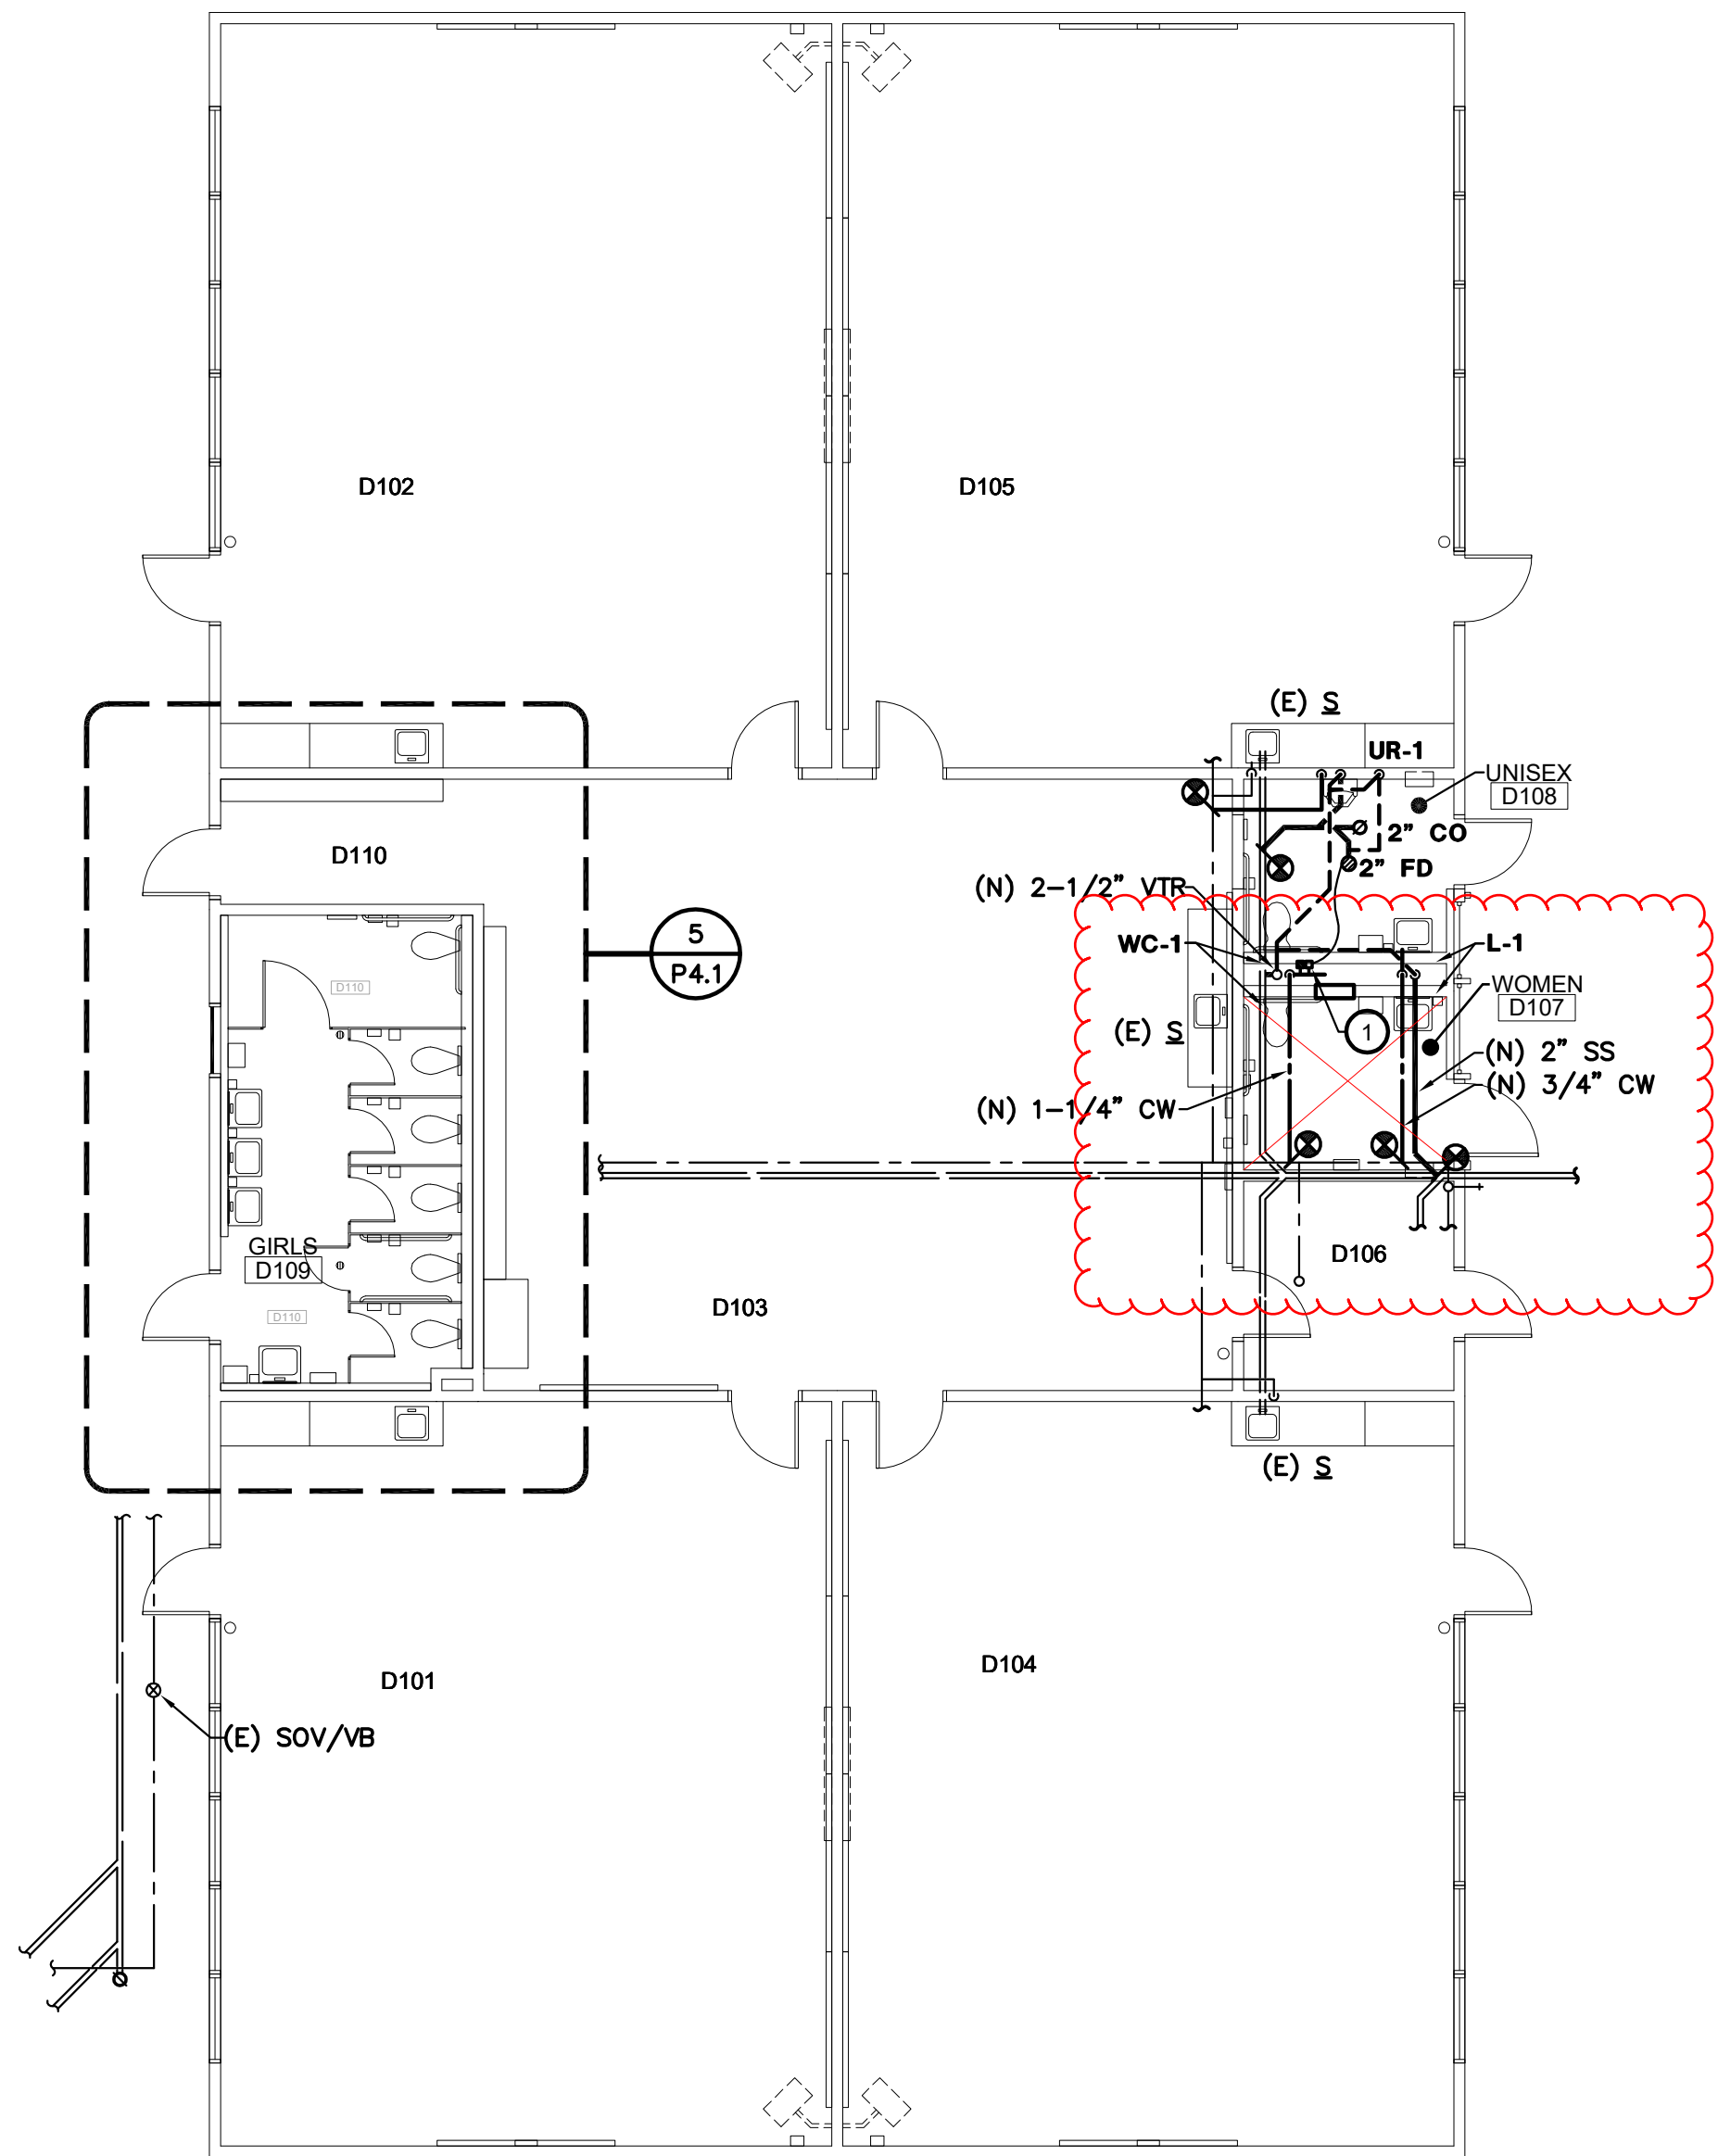 D102
D105
(E) S
UR-1
UNISEX
D108
2" CO
2" FD
D110
(N) 2-1/2" VTR
5
P4.1
WC-1
L-1
D110
WOMEN
D107
(E) S
1
(N) 2" SS
(N) 3/4" CW
(N) 1-1/4" CW
GIRLS
D109
D106
D110
D103
(E) S
D101
D104
(E) SOV/VB